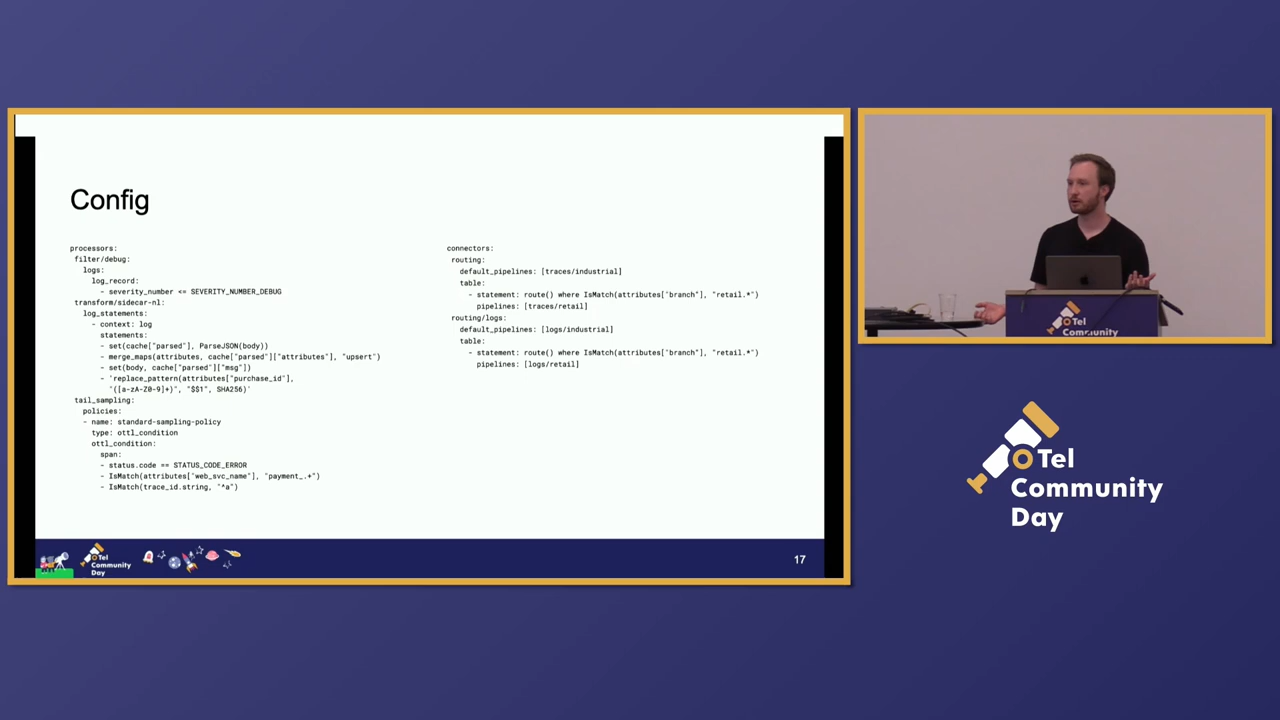 Config
processors:
filter/debug:
logs:
log_record:
- severity_number <= SEVERITY_NUMBER_DEBUG
transform/sidecar-nl:
log_statements:
- context: log
statements:
- set(cache["parsed"], ParseJSON(body))
- merge_maps(attributes, cache["parsed"]["attributes"], "upsert")
- set(body, cache["parsed"]["msg"])
- 'replace_pattern(attributes["purchase_id"],
"([a-zA-Z0-9]+)", "$$1", SHA256)'
tail_sampling:
policies:
- name: standard-sampling-policy
type: ottl_condition
ottl_condition:
span:
- status.code == STATUS_CODE_ERROR
- IsMatch(attributes["web_svc_name"], "payment_.+")
- IsMatch(trace_id.string, "^a")
connectors:
routing:
default_pipelines: [traces/industrial]
table:
- statement: route() where IsMatch(attributes["branch"], "retail.*")
pipelines: [traces/retail]
routing/logs:
default_pipelines: [logs/industrial]
table:
- statement: route() where IsMatch(attributes["branch"], "retail.*")
pipelines: [logs/retail]
OTel
Community
Day
17
OTel
Community
OTel
Community
Day